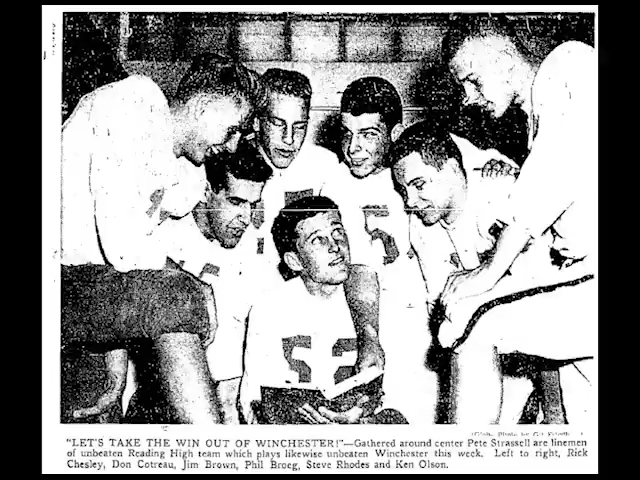 52
5
"LET'S TAKE THE WIN OUT OF WINCHESTER!"—Gathered around center Pete Strassell are linemen
of unbeaten Reading High team which plays likewise unbeaten Winchester this week. Left to right, Rick
Chesley, Don Cotreau, Jim Brown, Phil Broeg, Steve Rhodes and Ken Olson.